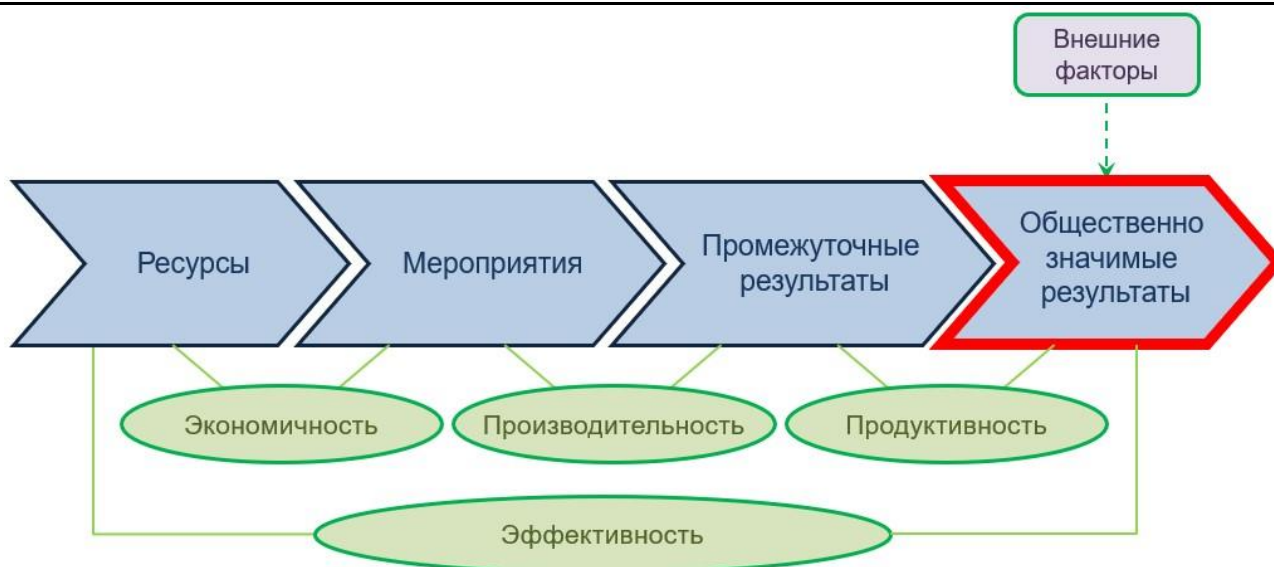 Внешние
факторы
Ресурсы
Мероприятия
Промежуточные
результаты
Общественно
значимые
результаты
Экономичность
Производительность
Продуктивность
Эффективность